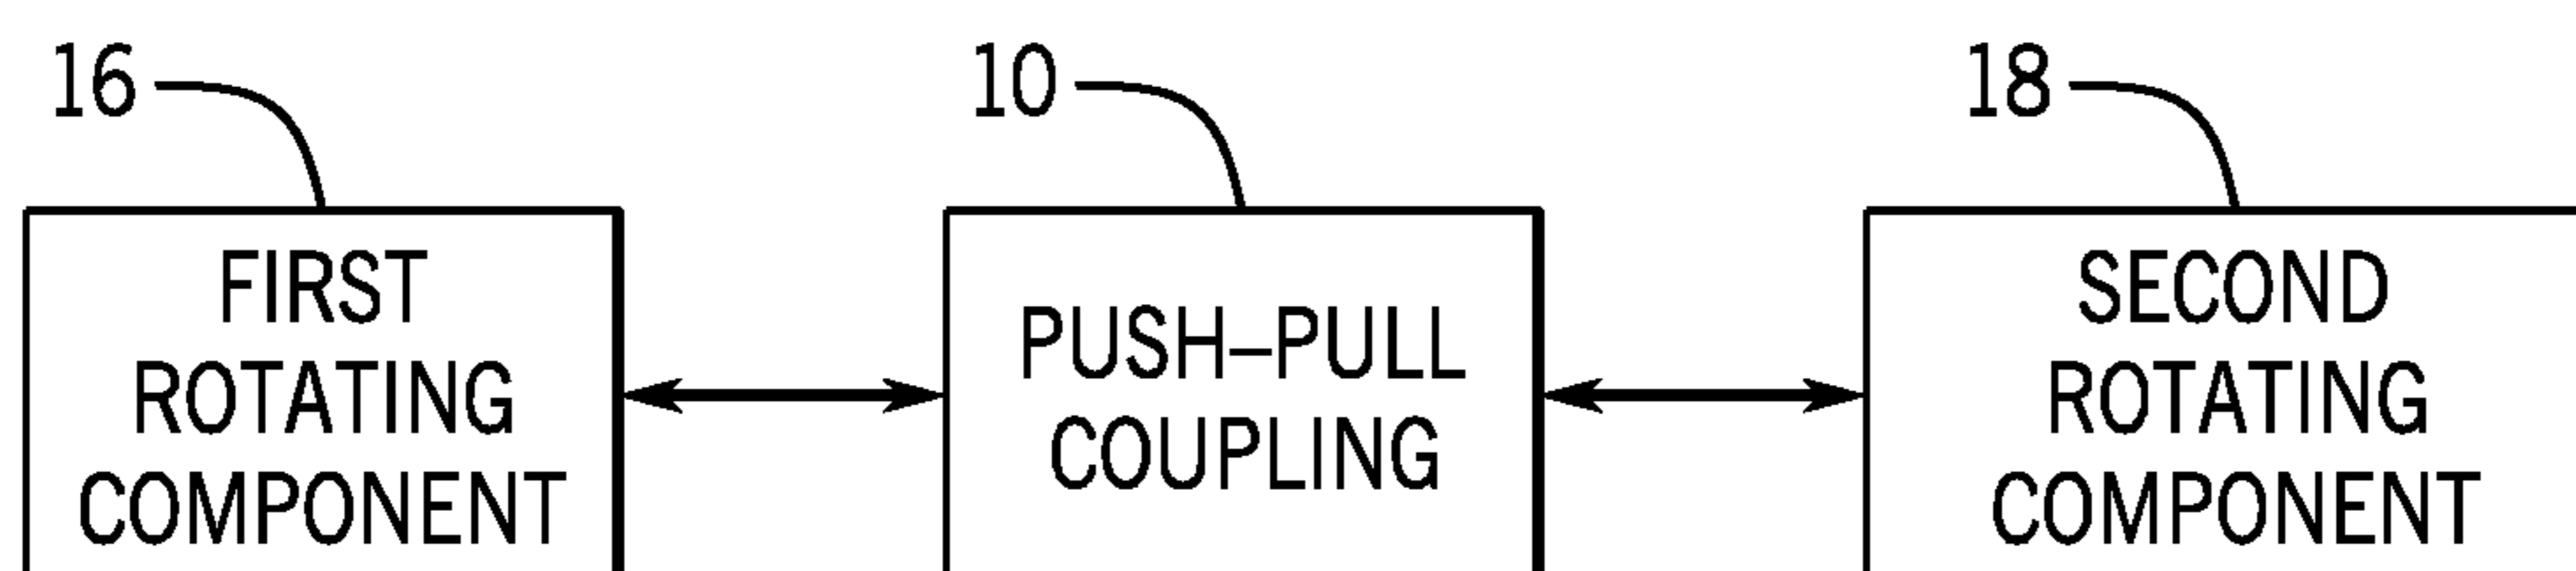 16
10
18
FIRST
ROTATING
COMPONENT
PUSH–PULL
COUPLING
SECOND
ROTATING
COMPONENT